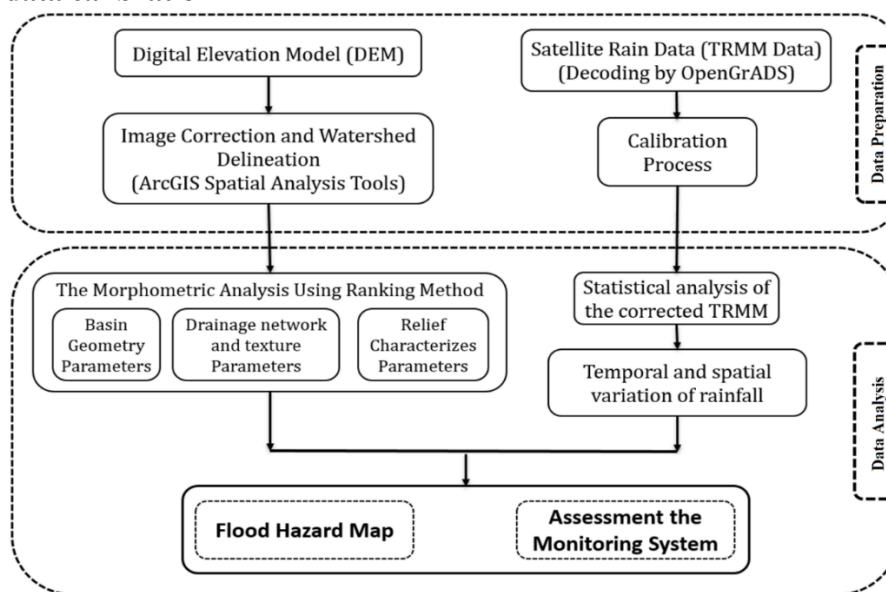 Digital Elevation Model (DEM)
Satellite Rain Data (TRMM Data)
(Decoding by OpenGrADS)
Image Correction and Watershed
Delineation
(ArcGIS Spatial Analysis Tools)
Calibration
Process
Data Preparation
The Morphometric Analysis Using Ranking Method
Basin
Geometry
Parameters
Drainage network
and texture
Parameters
Relief
Characterizes
Parameters
Statistical analysis of
the corrected TRMM
Temporal and spatial
variation of rainfall
Data Analysis
Flood Hazard Map
Assessment the
Monitoring System